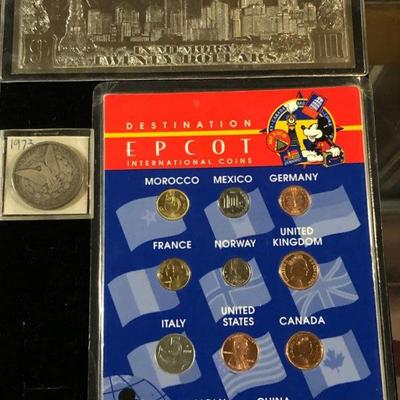 IN MEMORY
TWENTY DOLLARS
1973
DESTINATION
EPCOT
INTERNATIONAL COINS
MOROCCO MEXICO GERMANY
FRANCE NORWAY UNITED
KINGDOM
ITALY UNITED
STATES CANADA
CHINA